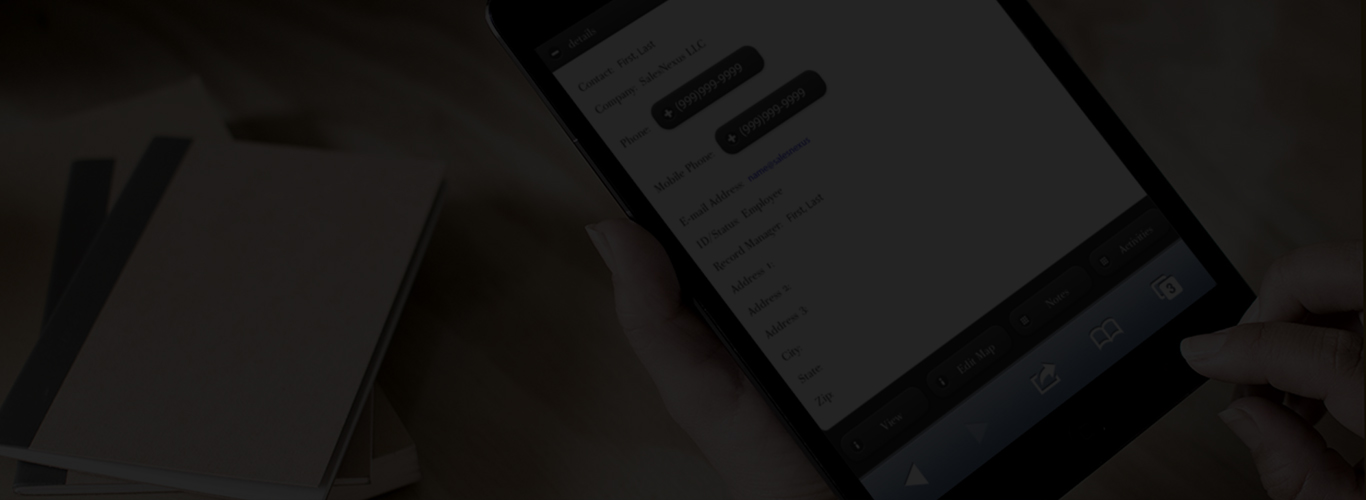 details
Contact: First, Last
Company: SalesNexus LLC
Phone: (999)999-9999
Mobile Phone: (999)999-9999
E-mail Address:
ID/Status: Employee
Record Manager: First, Last
Address 1:
Address 2:
Address 3:
City:
State:
Zip:
View
Edit Map
Notes
Activities
3